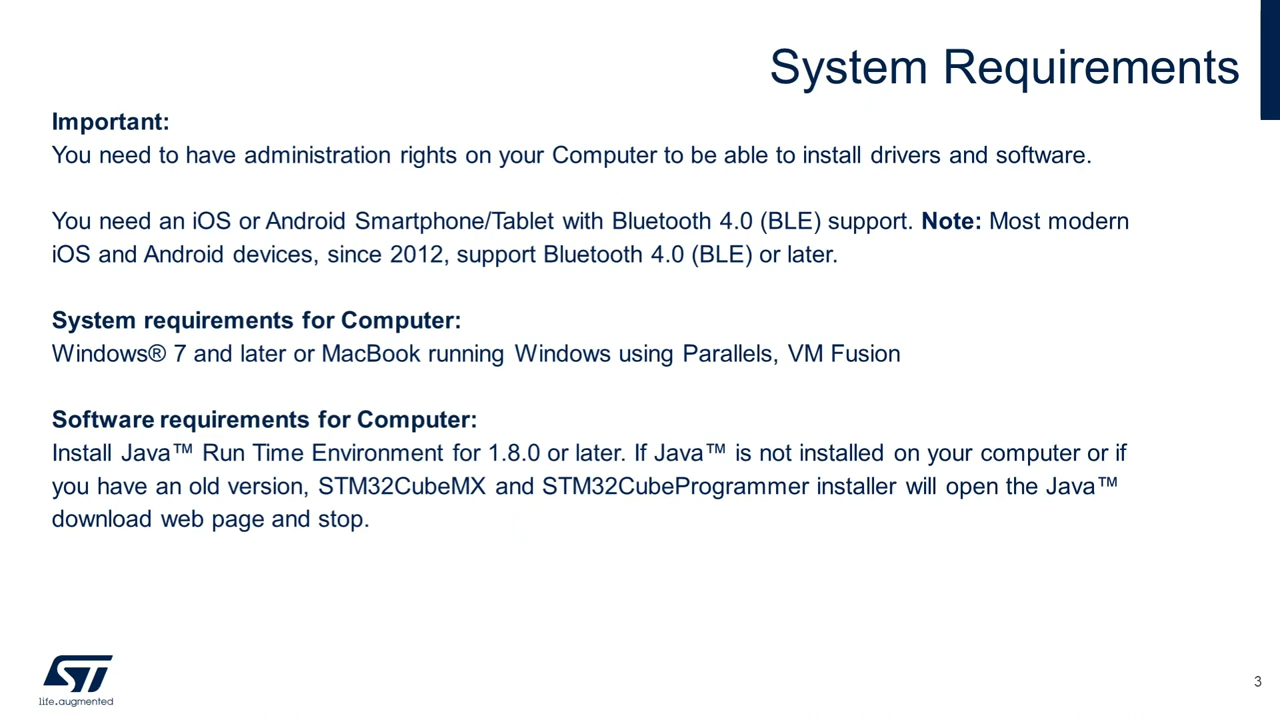 System Requirements
Important:
You need to have administration rights on your Computer to be able to install drivers and software.
You need an iOS or Android Smartphone/Tablet with Bluetooth 4.0 (BLE) support. Note: Most modern
iOS and Android devices, since 2012, support Bluetooth 4.0 (BLE) or later.
System requirements for Computer:
Windows® 7 and later or MacBook running Windows using Parallels, VM Fusion
Software requirements for Computer:
Install Java™ Run Time Environment for 1.8.0 or later. If Java™ is not installed on your computer or if
you have an old version, STM32CubeMX and STM32CubeProgrammer installer will open the Java™
download web page and stop.
ST
life.augmented
3